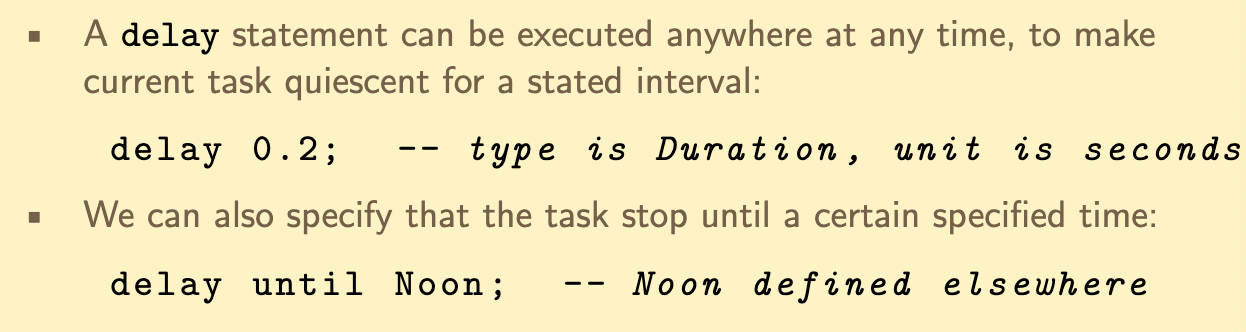 ▪ A delay statement can be executed anywhere at any time, to make
current task quiescent for a stated interval:
delay 0.2; -- type is Duration, unit is seconds
▪ We can also specify that the task stop until a certain specified time:
delay until Noon; -- Noon defined elsewhere